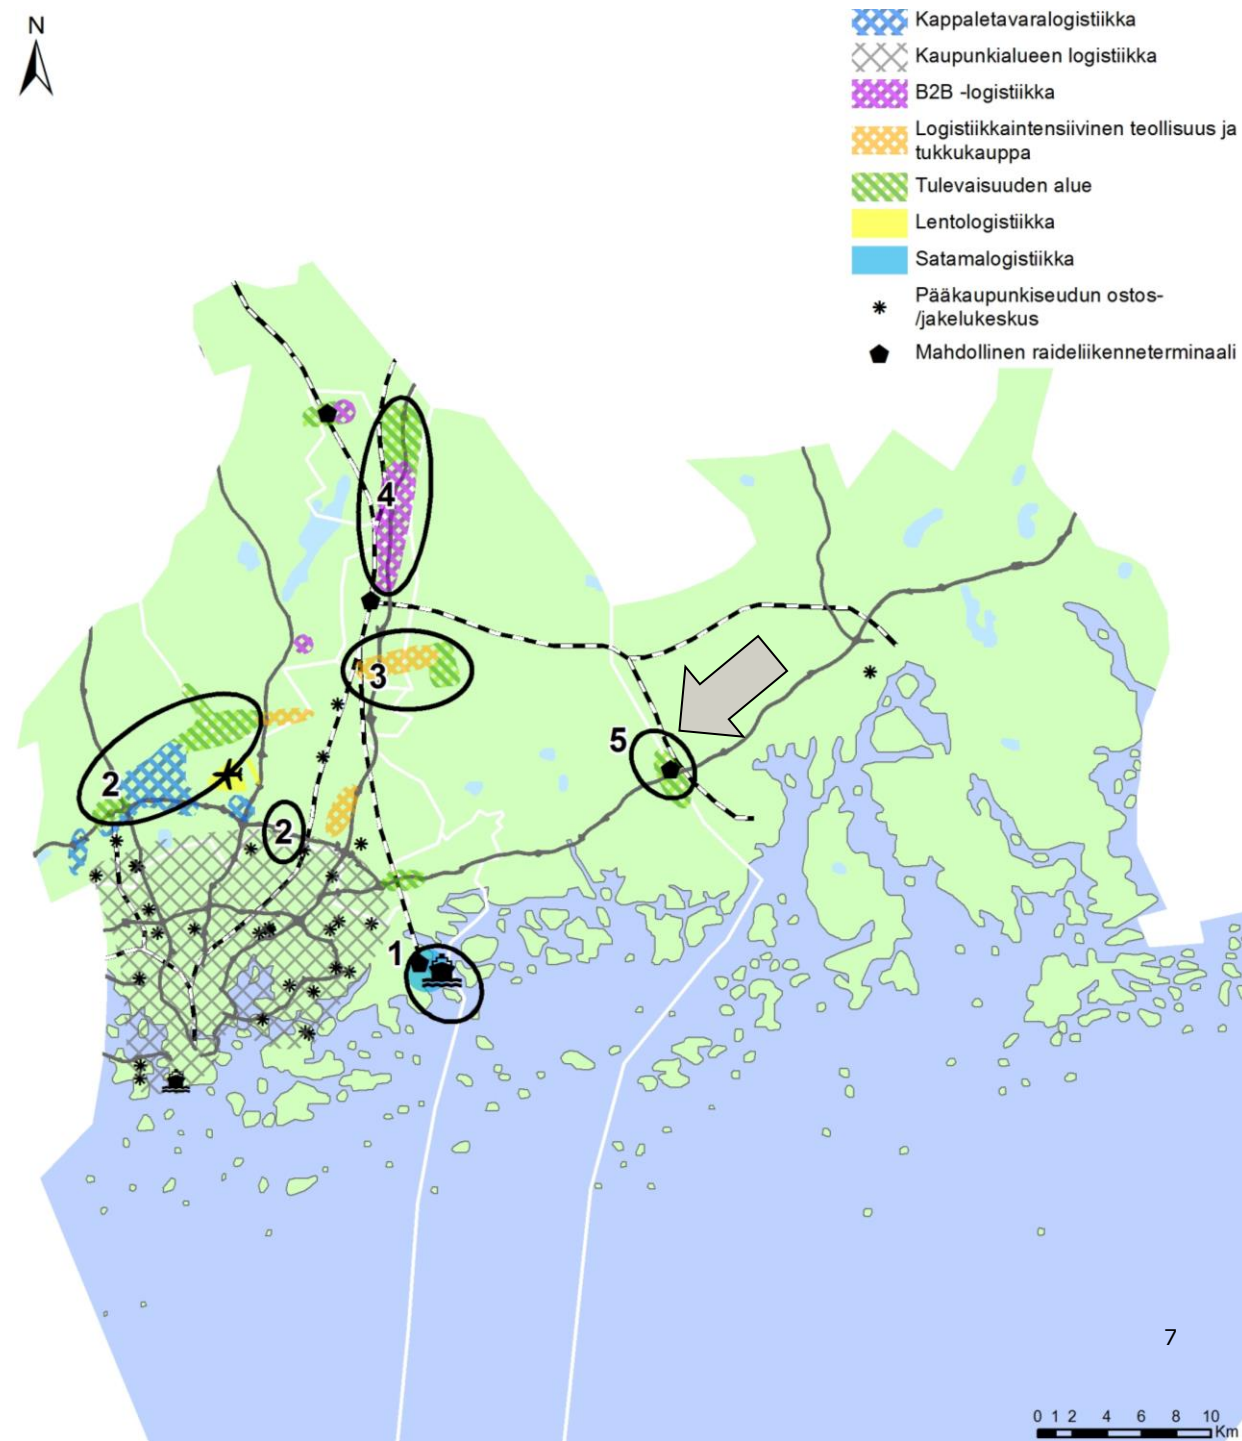 N
Kappaletavaralogistiikka
Kaupunkialueen logistiikka
B2B -logistiikka
Logistiikkaintensiivinen teollisuus ja
tukkukauppa
Tulevaisuuden alue
Lentologistiikka
Satamalogistiikka
Pääkaupunkiseudun ostos-
/jakelukeskus
Mahdollinen raideliikenneterminaali
4
3
5
2
2
1
7
0 1 2 4 6 8 10
Km